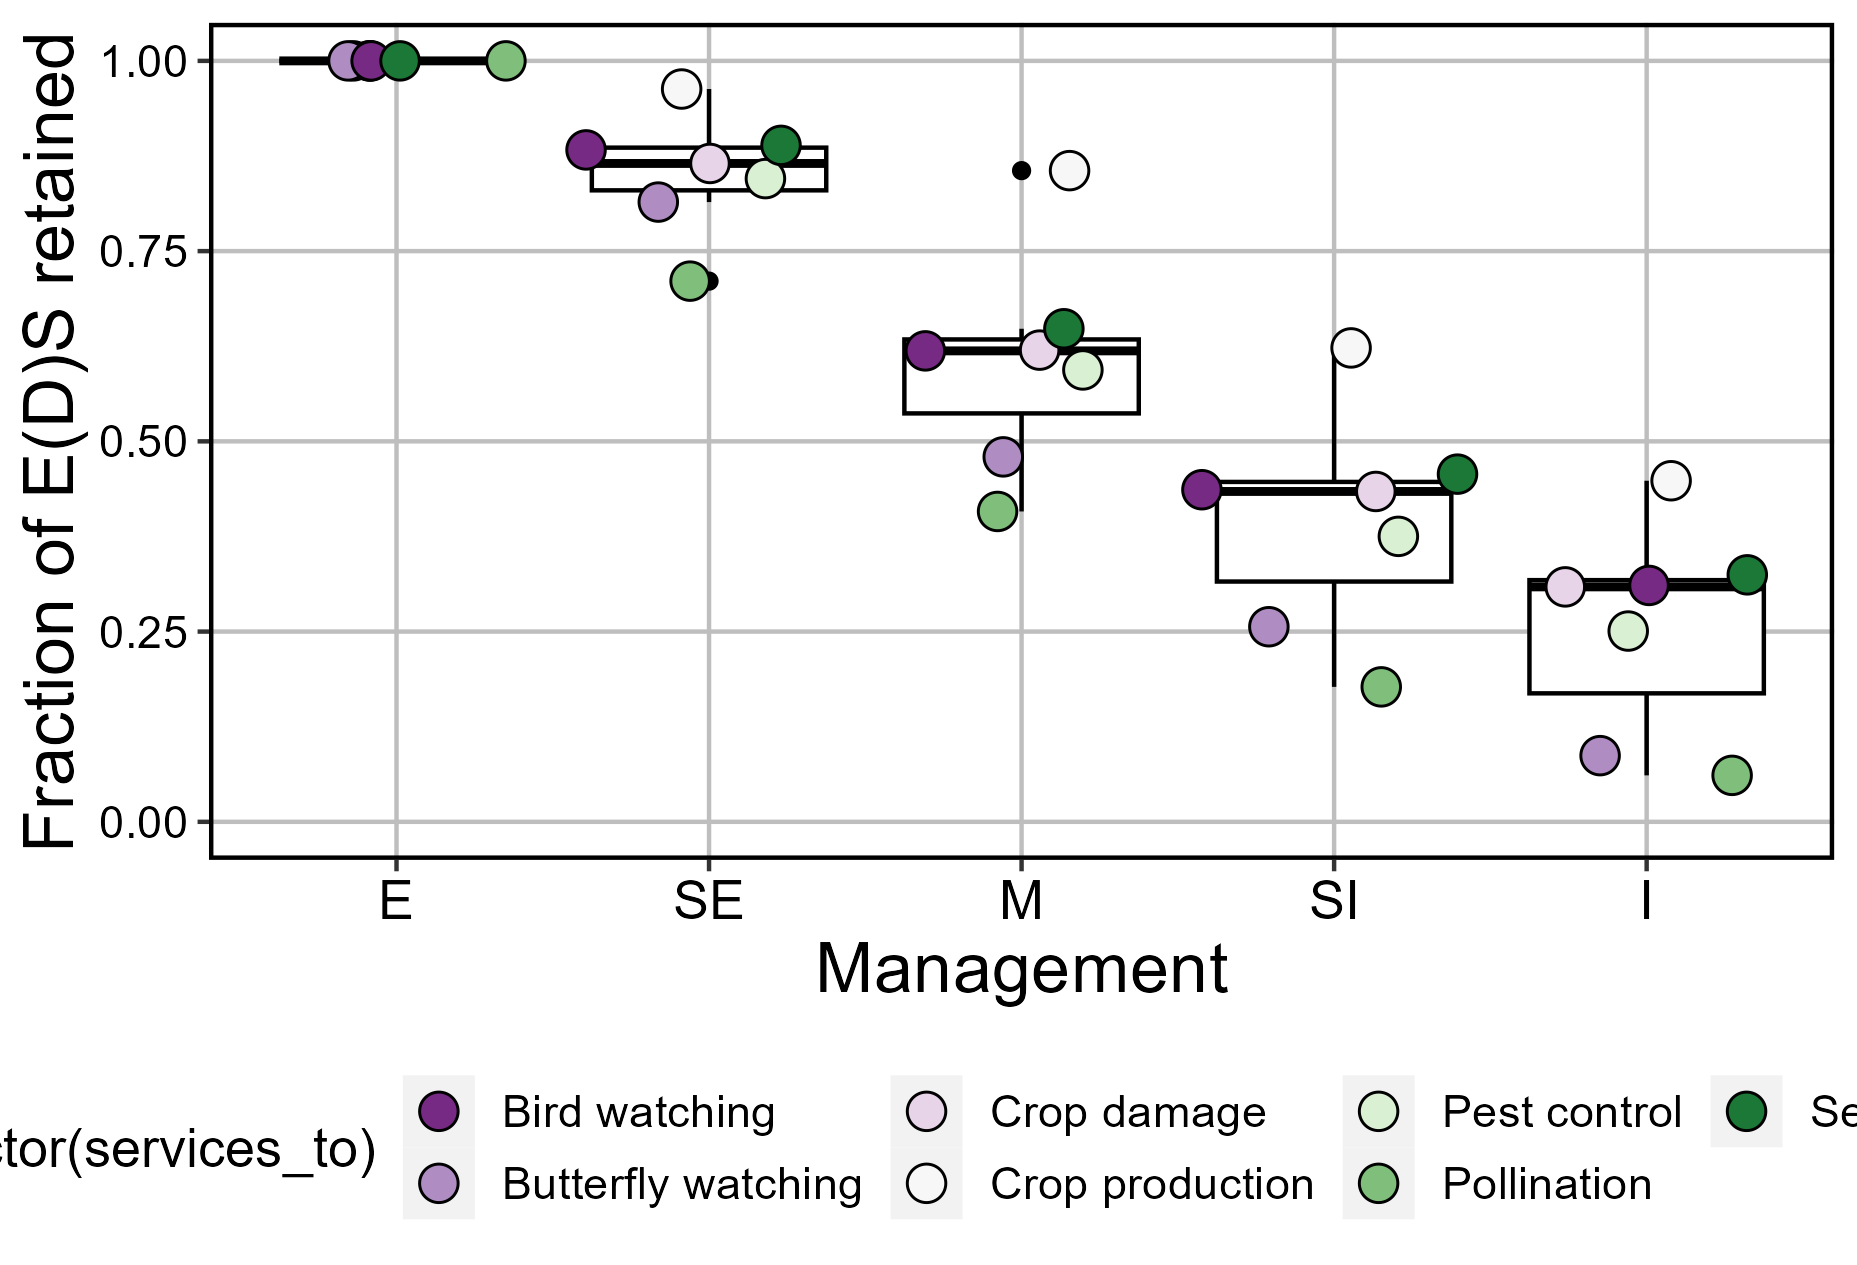 Fraction of E(D)S retained
1.00
0.75
0.50
0.25
0.00
E SE M SI I
Management
ctor(services_to)
Bird watching Crop damage Pest control Se
Butterfly watching Crop production Pollination